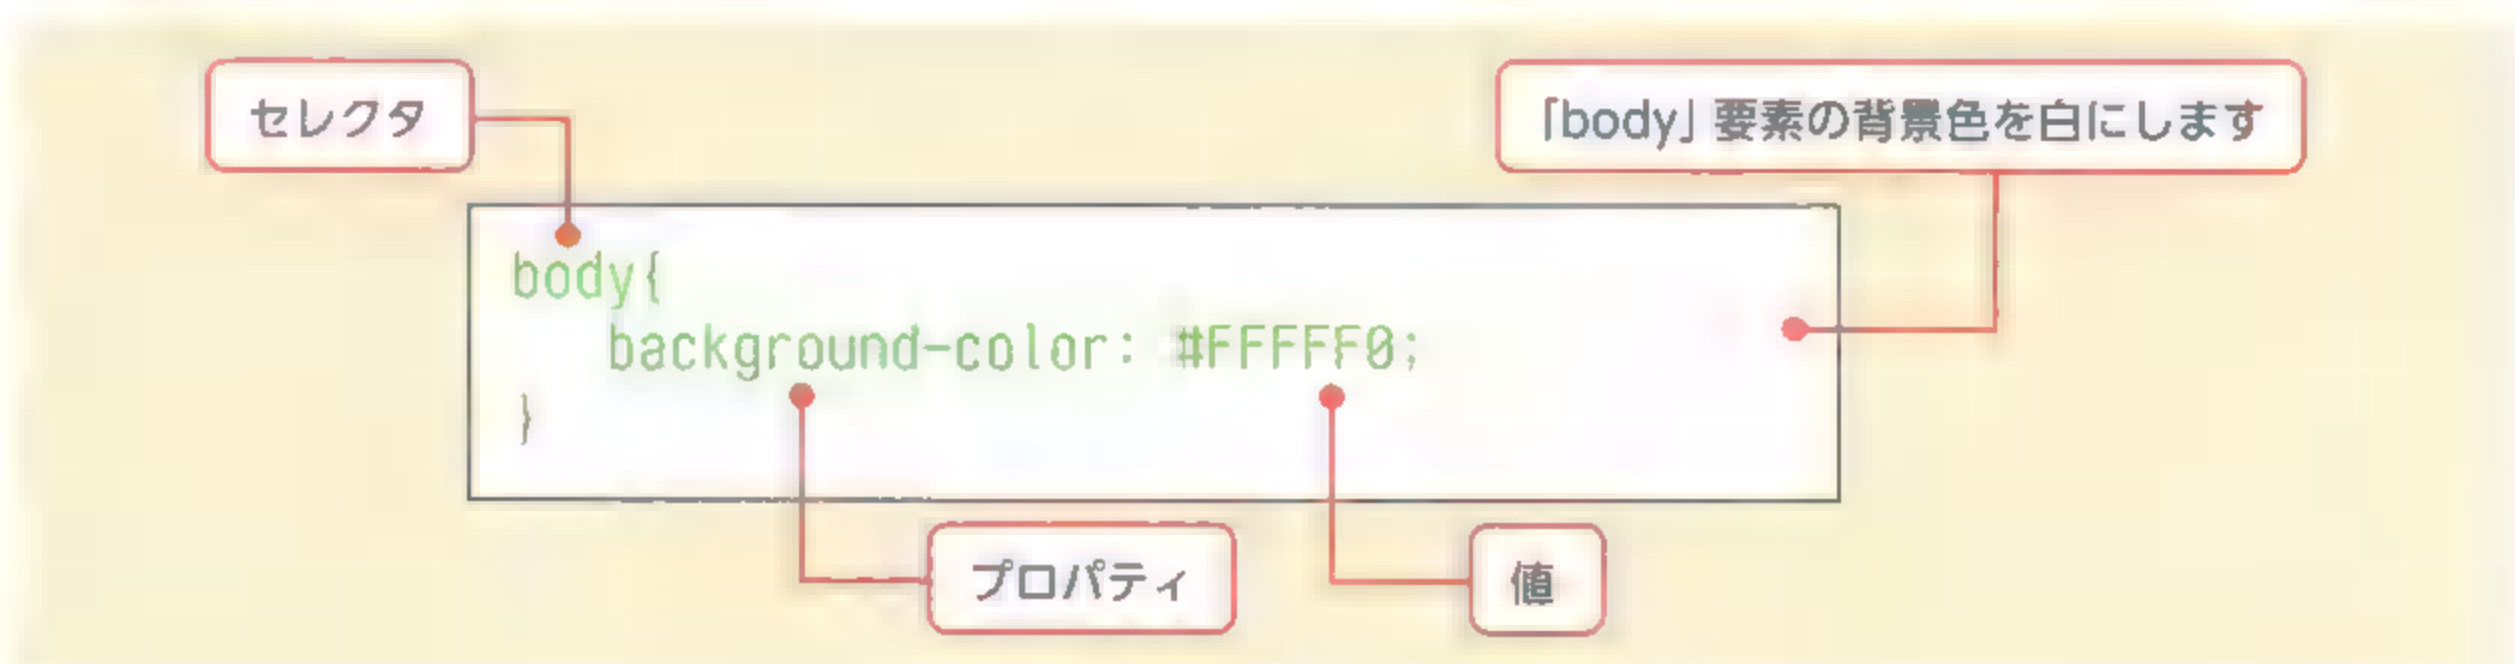 セレクタ
「body」要素の背景色を白にします
body{
background-color: #FFFFF0;
}
プロパティ
値